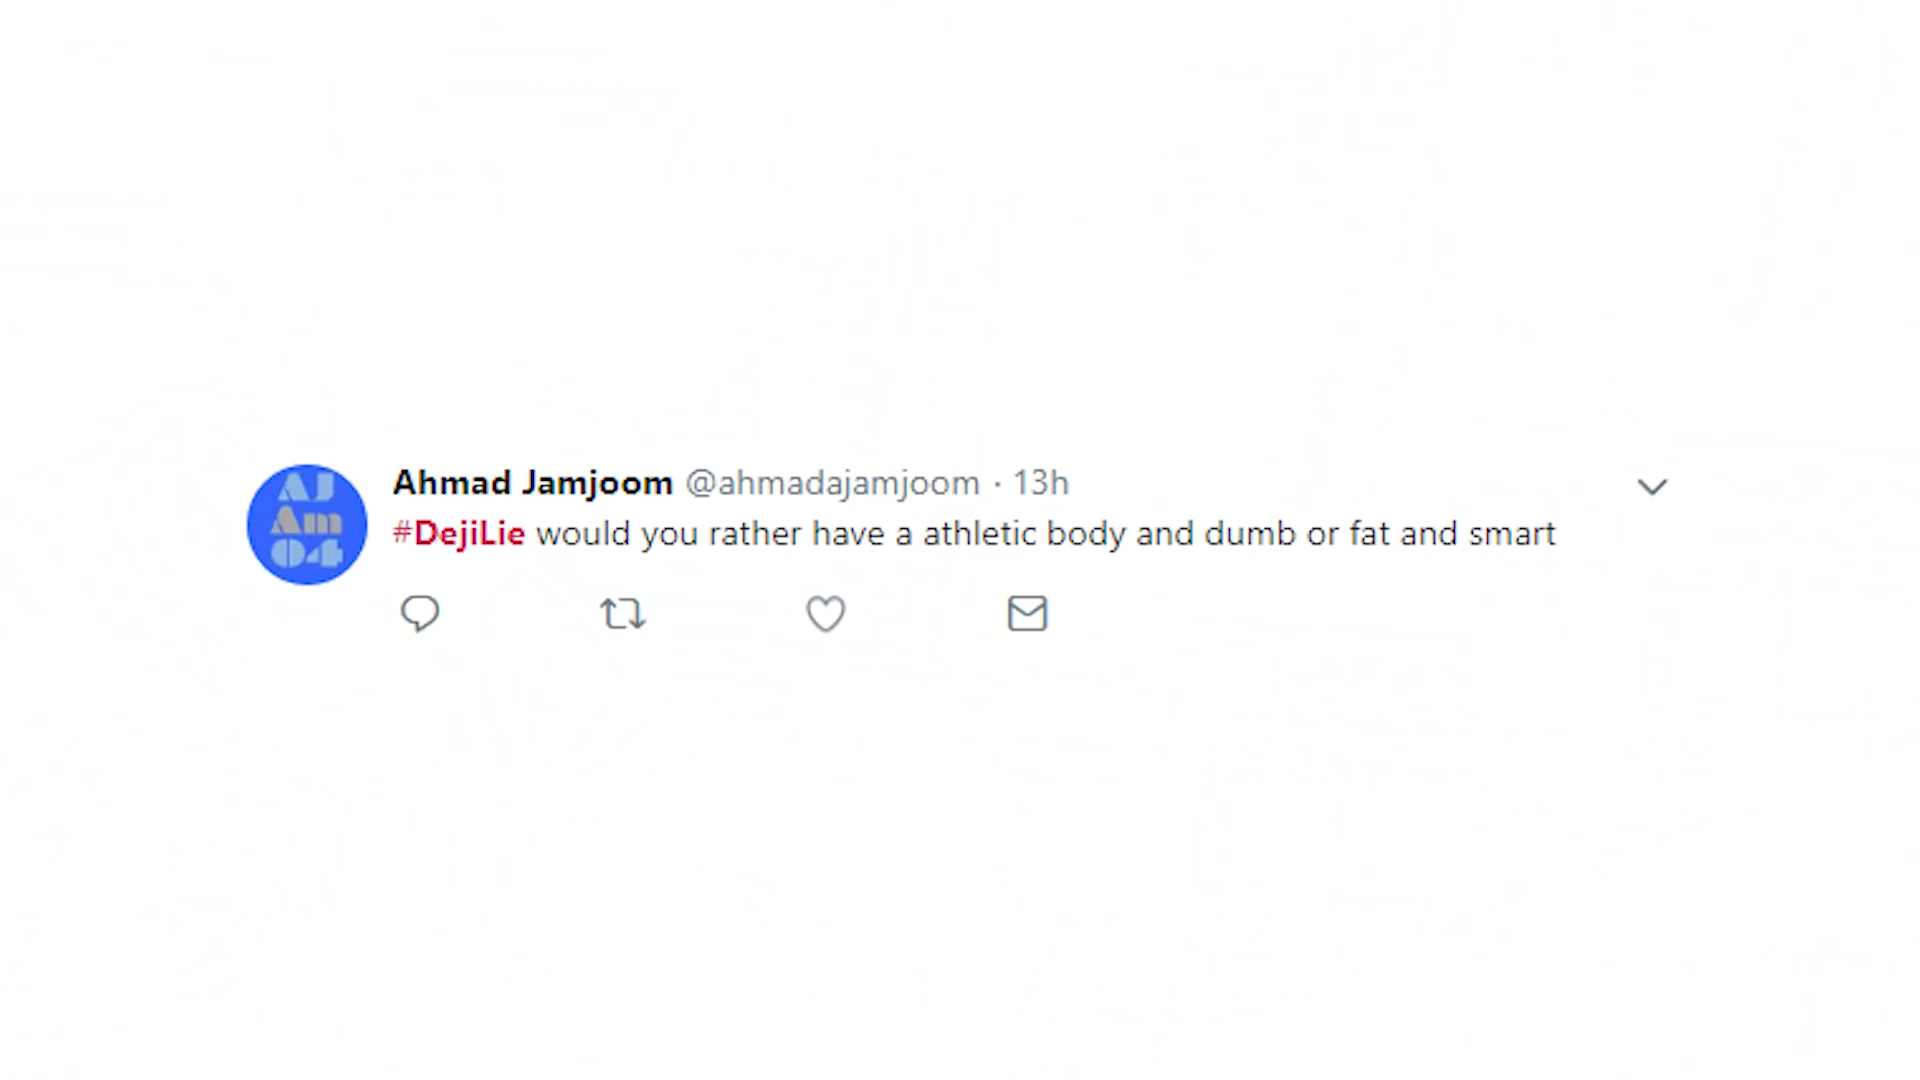 AJ
Am
04
Ahmad Jamjoom @ahmadajamjoom · 13h
#DejiLie would you rather have a athletic body and dumb or fat and smart